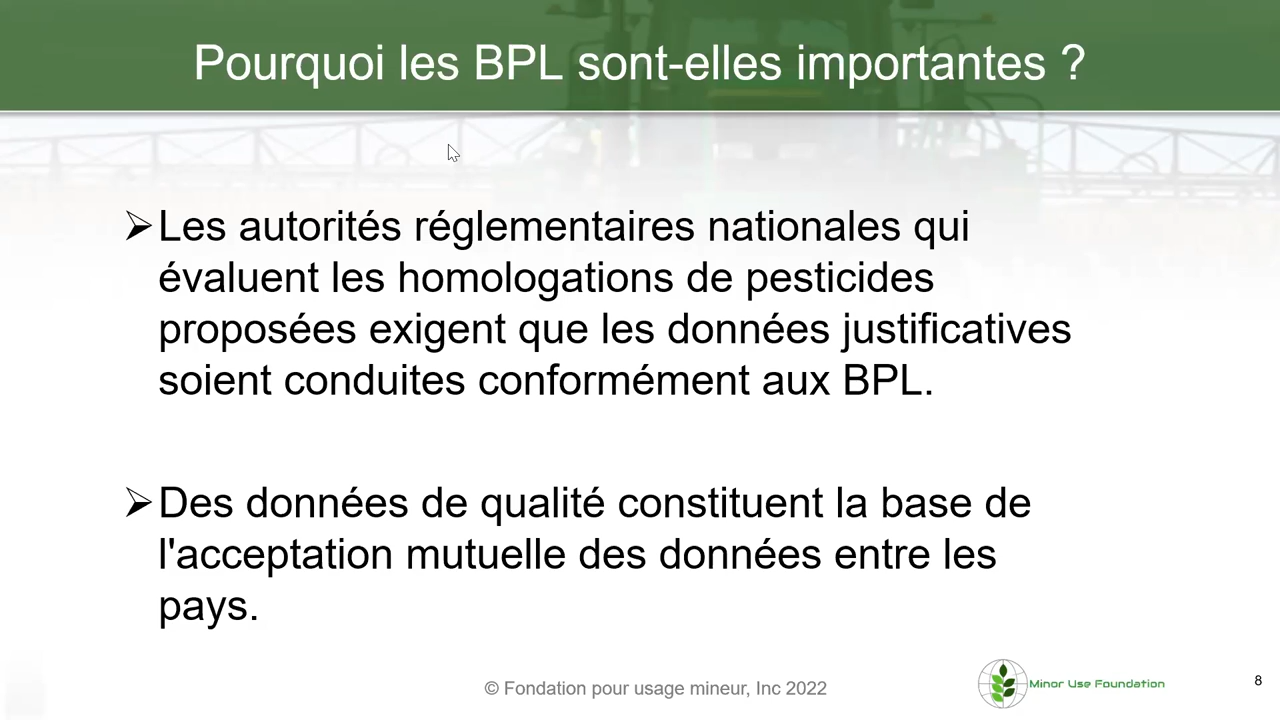 Pourquoi les BPL sont-elles importantes ?
Les autorités réglementaires nationales qui
évaluent les homologations de pesticides
proposées exigent que les données justificatives
soient conduites conformément aux BPL.
Des données de qualité constituent la base de
l'acceptation mutuelle des données entre les
pays.
© Fondation pour usage mineur, Inc 2022
Minor Use Foundation
8